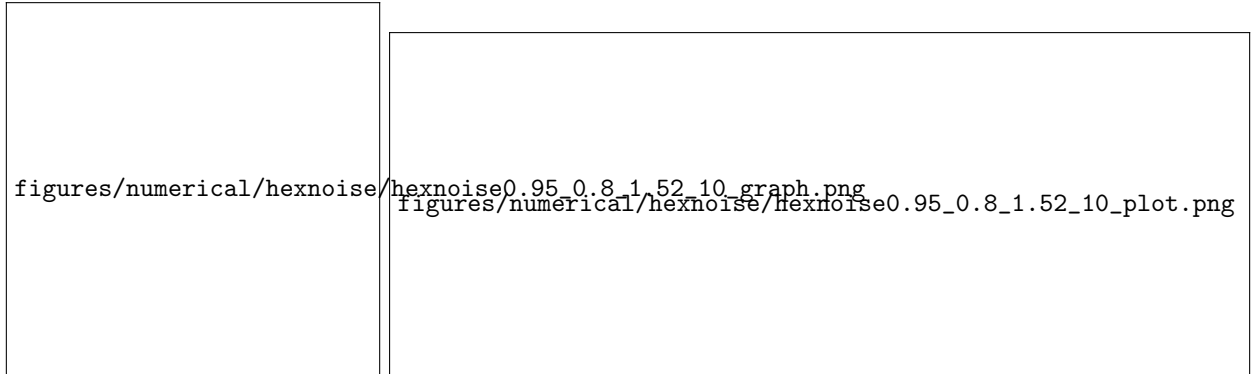 figures/numerical/hexnoise/hexnoise0.95_0.8_1.52_10_graph.png
figures/numerical/hexnoise/hexnoise0.95_0.8_1.52_10_plot.png